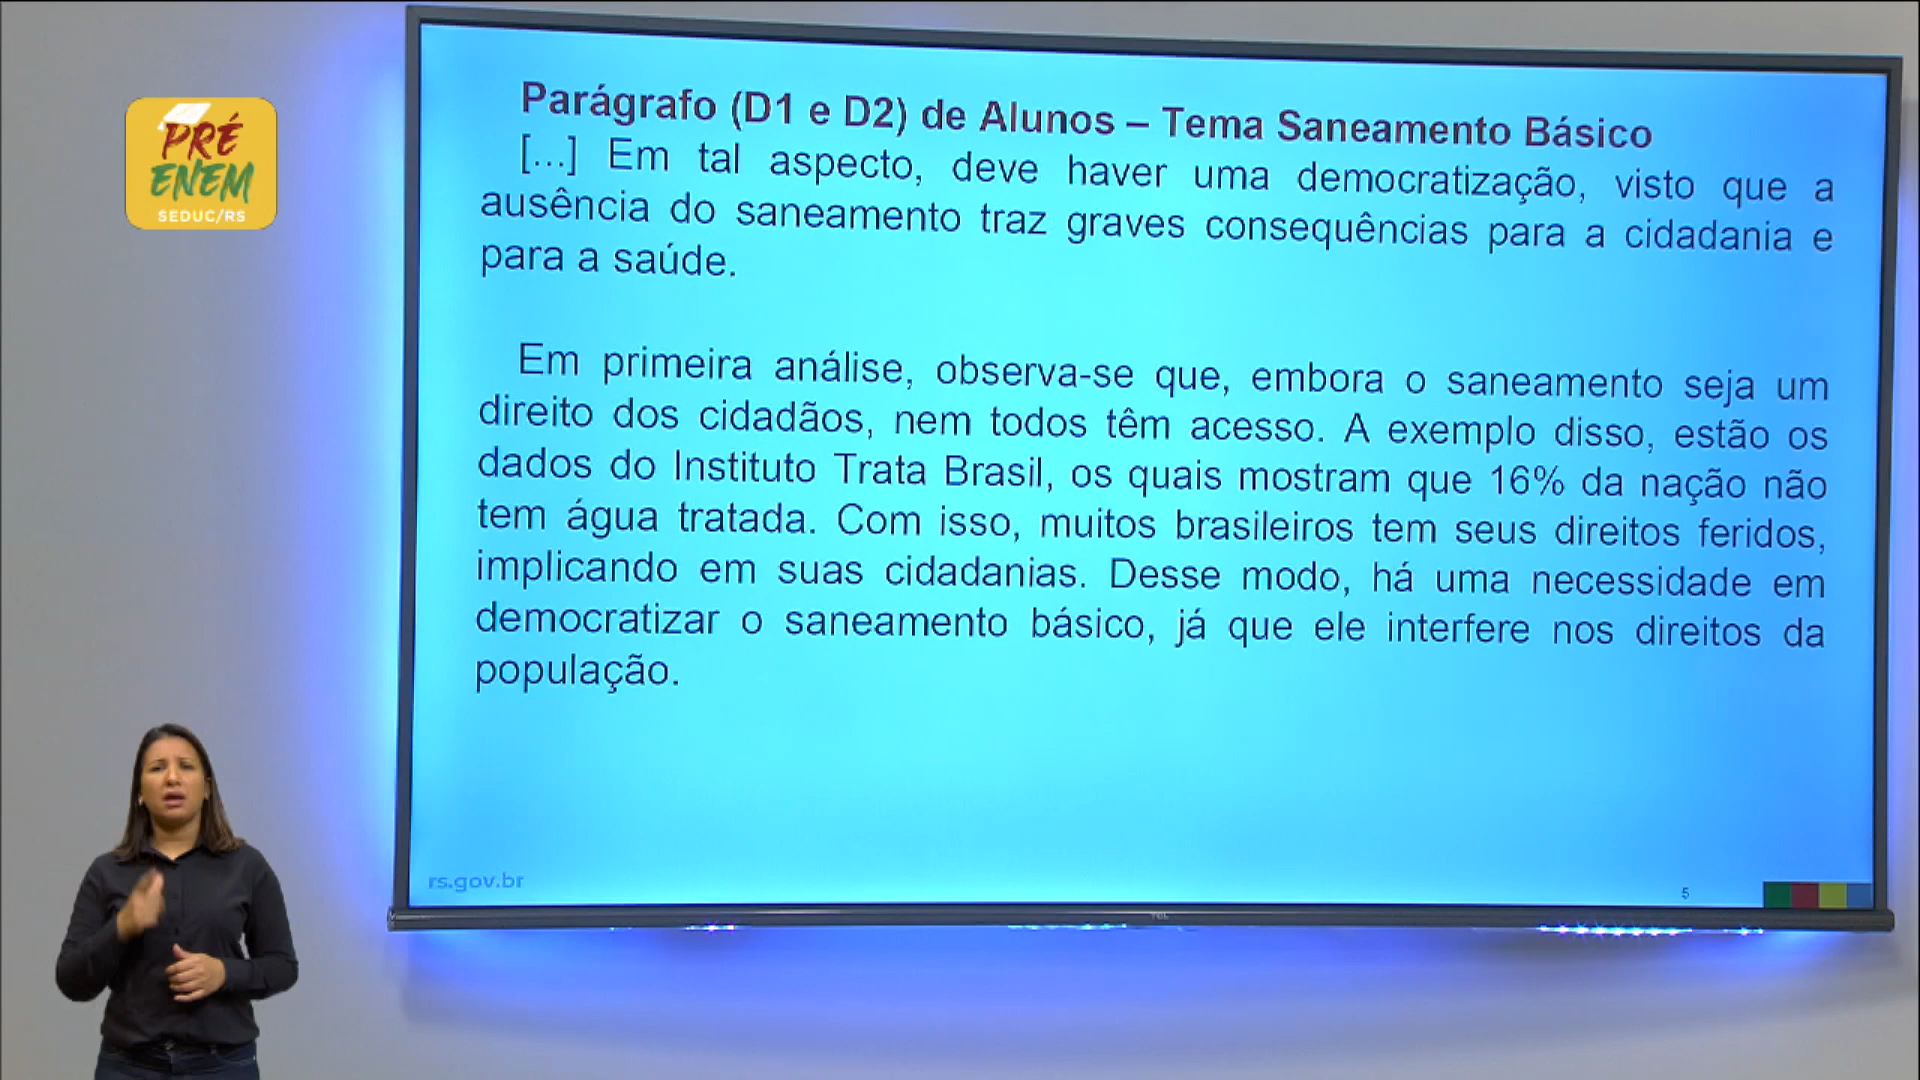 PRÉ
ENEM
SEDUC/RS
Parágrafo (D1 e D2) de Alunos – Tema Saneamento Básico
[...] Em tal aspecto, deve haver uma democratização, visto que a
ausência do saneamento traz graves consequências para a cidadania e
para a saúde.
Em primeira análise, observa-se que, embora o saneamento seja um
direito dos cidadãos, nem todos têm acesso. A exemplo disso, estão os
dados do Instituto Trata Brasil, os quais mostram que 16% da nação não
tem água tratada. Com isso, muitos brasileiros tem seus direitos feridos,
implicando em suas cidadanias. Desse modo, há uma necessidade em
democratizar o saneamento básico, já que ele interfere nos direitos da
população.
rs.gov.br
5
TCL